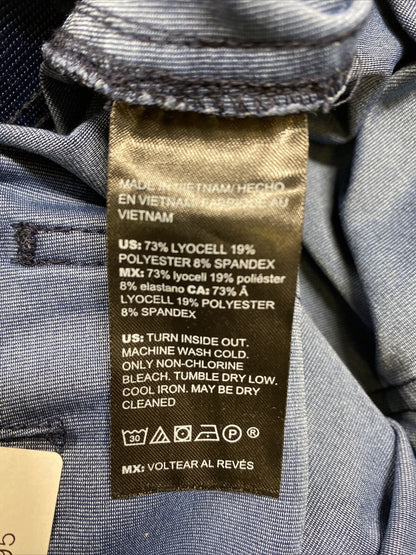 MADE IN VIETNAM/ HECHO
EN VIETNAM/ FABRIQUE AU
VIETNAM
US: 73% LYOCELL 19%
POLYESTER 8% SPANDEX
MX: 73% lyocell 19% poliéster
8% elastano CA: 73% Â
LYOCELL 19% POLYESTER
8% SPANDEX
US: TURN INSIDE OUT.
MACHINE WASH COLD.
ONLY NON-CHLORINE
BLEACH. TUMBLE DRY LOW.
COOL IRON. MAY BE DRY
CLEANED
30 P ®
MX: VOLTEAR AL REVÉS